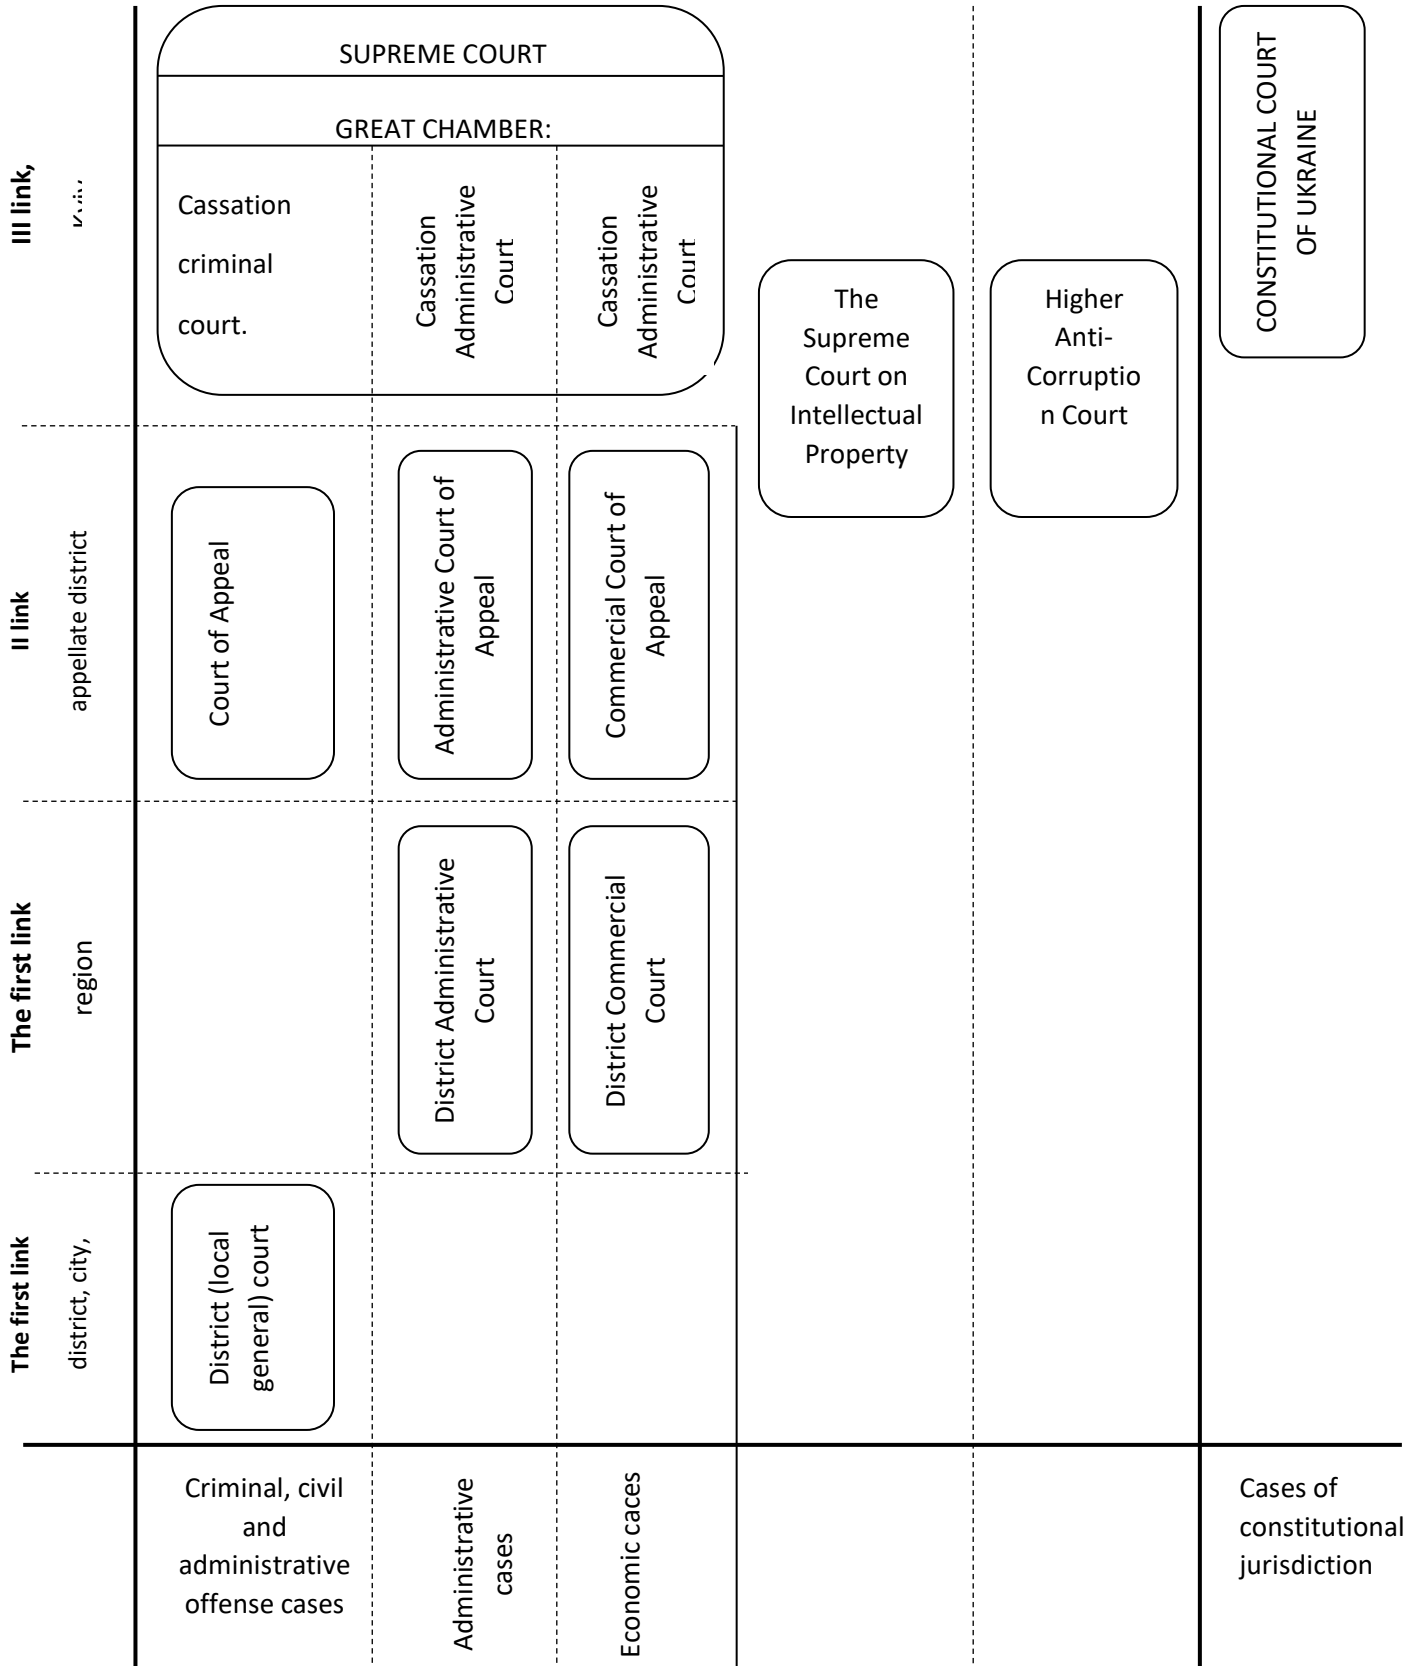 SUPREME COURT
GREAT CHAMBER:
III link,
Cassation
criminal
court.
Cassation
Administrative
Court
Cassation
Administrative
Court
The
Supreme
Court on
Intellectual
Property
Higher
Anti-
Corruptio
n Court
CONSTITUTIONAL COURT
OF UKRAINE
II link
appellate district
Court of Appeal
Administrative Court of
Appeal
Commercial Court of
Appeal
The first link
region
District Administrative
Court
District Commercial
Court
The first link
district, city,
District (local
general) court
Criminal, civil
and
administrative
offense cases
Administrative
cases
Economic caces
Cases of
constitutional
jurisdiction